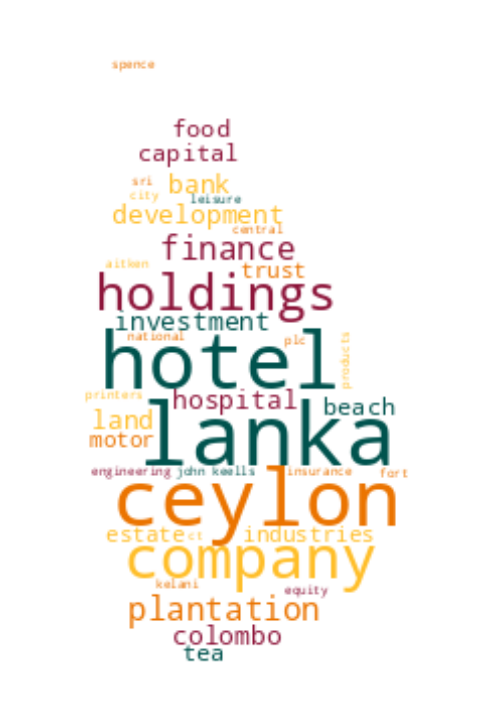 spence
food
capital
sri bank
city leisure
development
central
finance
aitken trust
holdings
investment
national plc
hotel products
printers hospital beach
land lanka
motor
engineering john keells insurance fort
ceylon
estate ct industries
company
kelani equity
plantation
colombo
tea